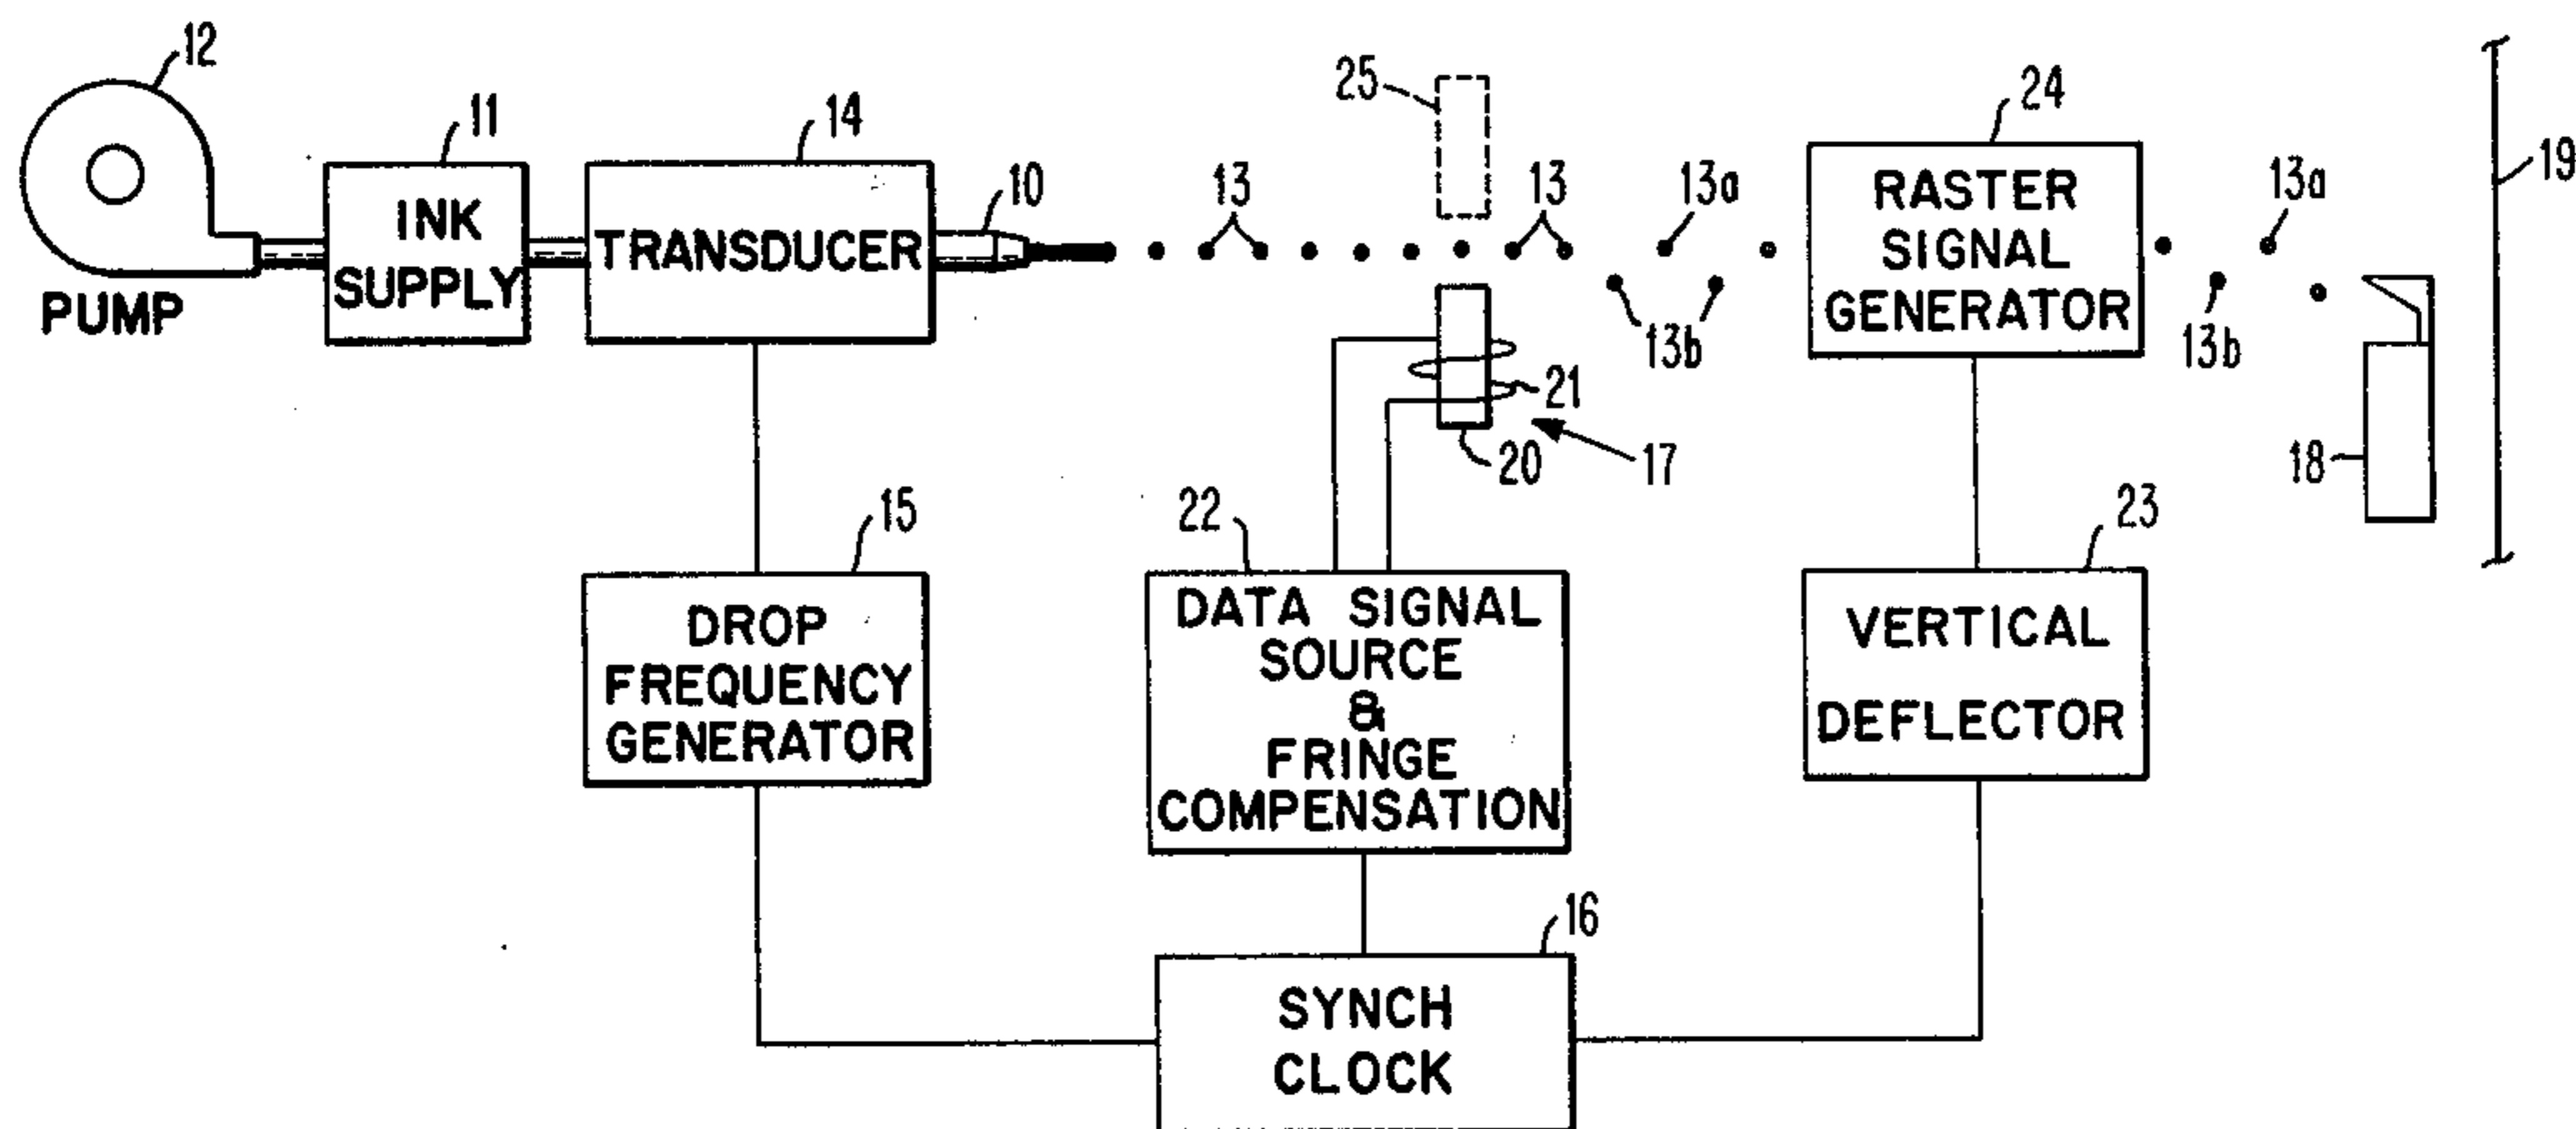 12
11
14
10
13
25
13
13a
24
13a
19
PUMP
INK
SUPPLY
TRANSDUCER
RASTER
SIGNAL
GENERATOR
13b
13b
21
20
17
18
15
22
23
DROP
FREQUENCY
GENERATOR
DATA SIGNAL
SOURCE
&
FRINGE
COMPENSATION
VERTICAL
DEFLECTOR
16
SYNCH
CLOCK